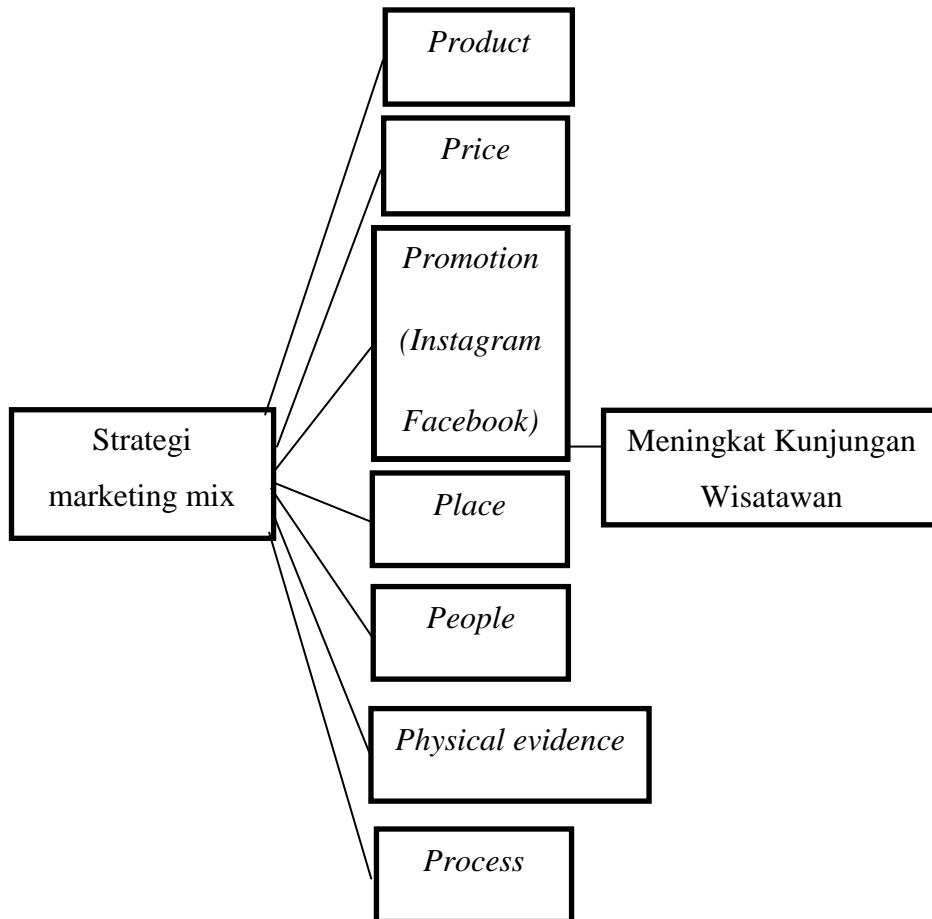 Product
Price
Promotion
(Instagram
Facebook)
Strategi
marketing mix
Meningkat Kunjungan
Wisatawan
Place
People
Physical evidence
Process